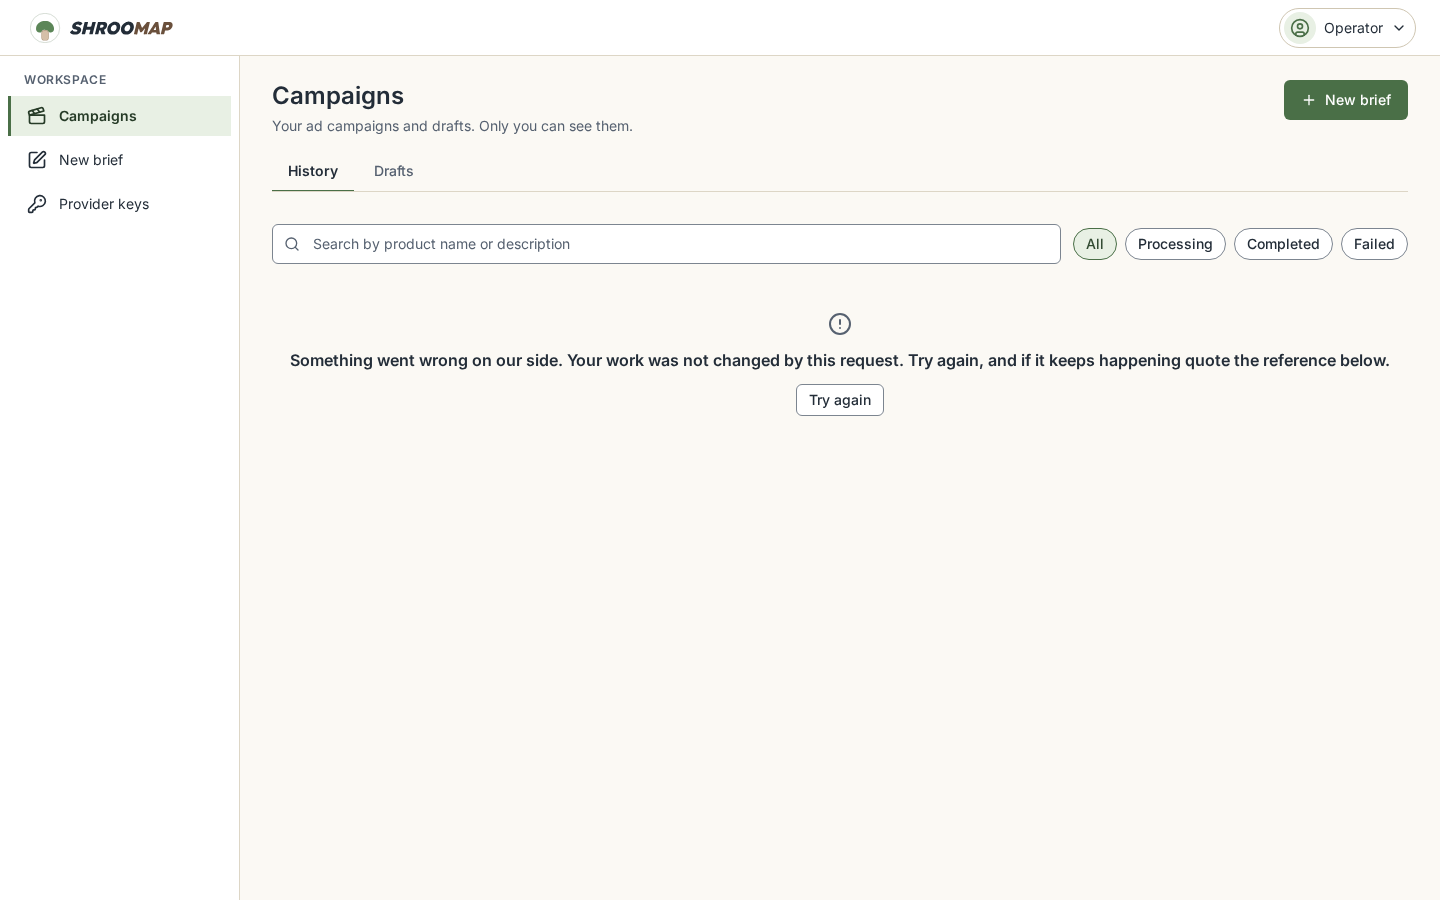 SHROOMAP
Operator
WORKSPACE
Campaigns
New brief
Provider keys
Campaigns
Your ad campaigns and drafts. Only you can see them.
New brief
History
Drafts
Search by product name or description
All
Processing
Completed
Failed
Something went wrong on our side. Your work was not changed by this request. Try again, and if it keeps happening quote the reference below.
Try again